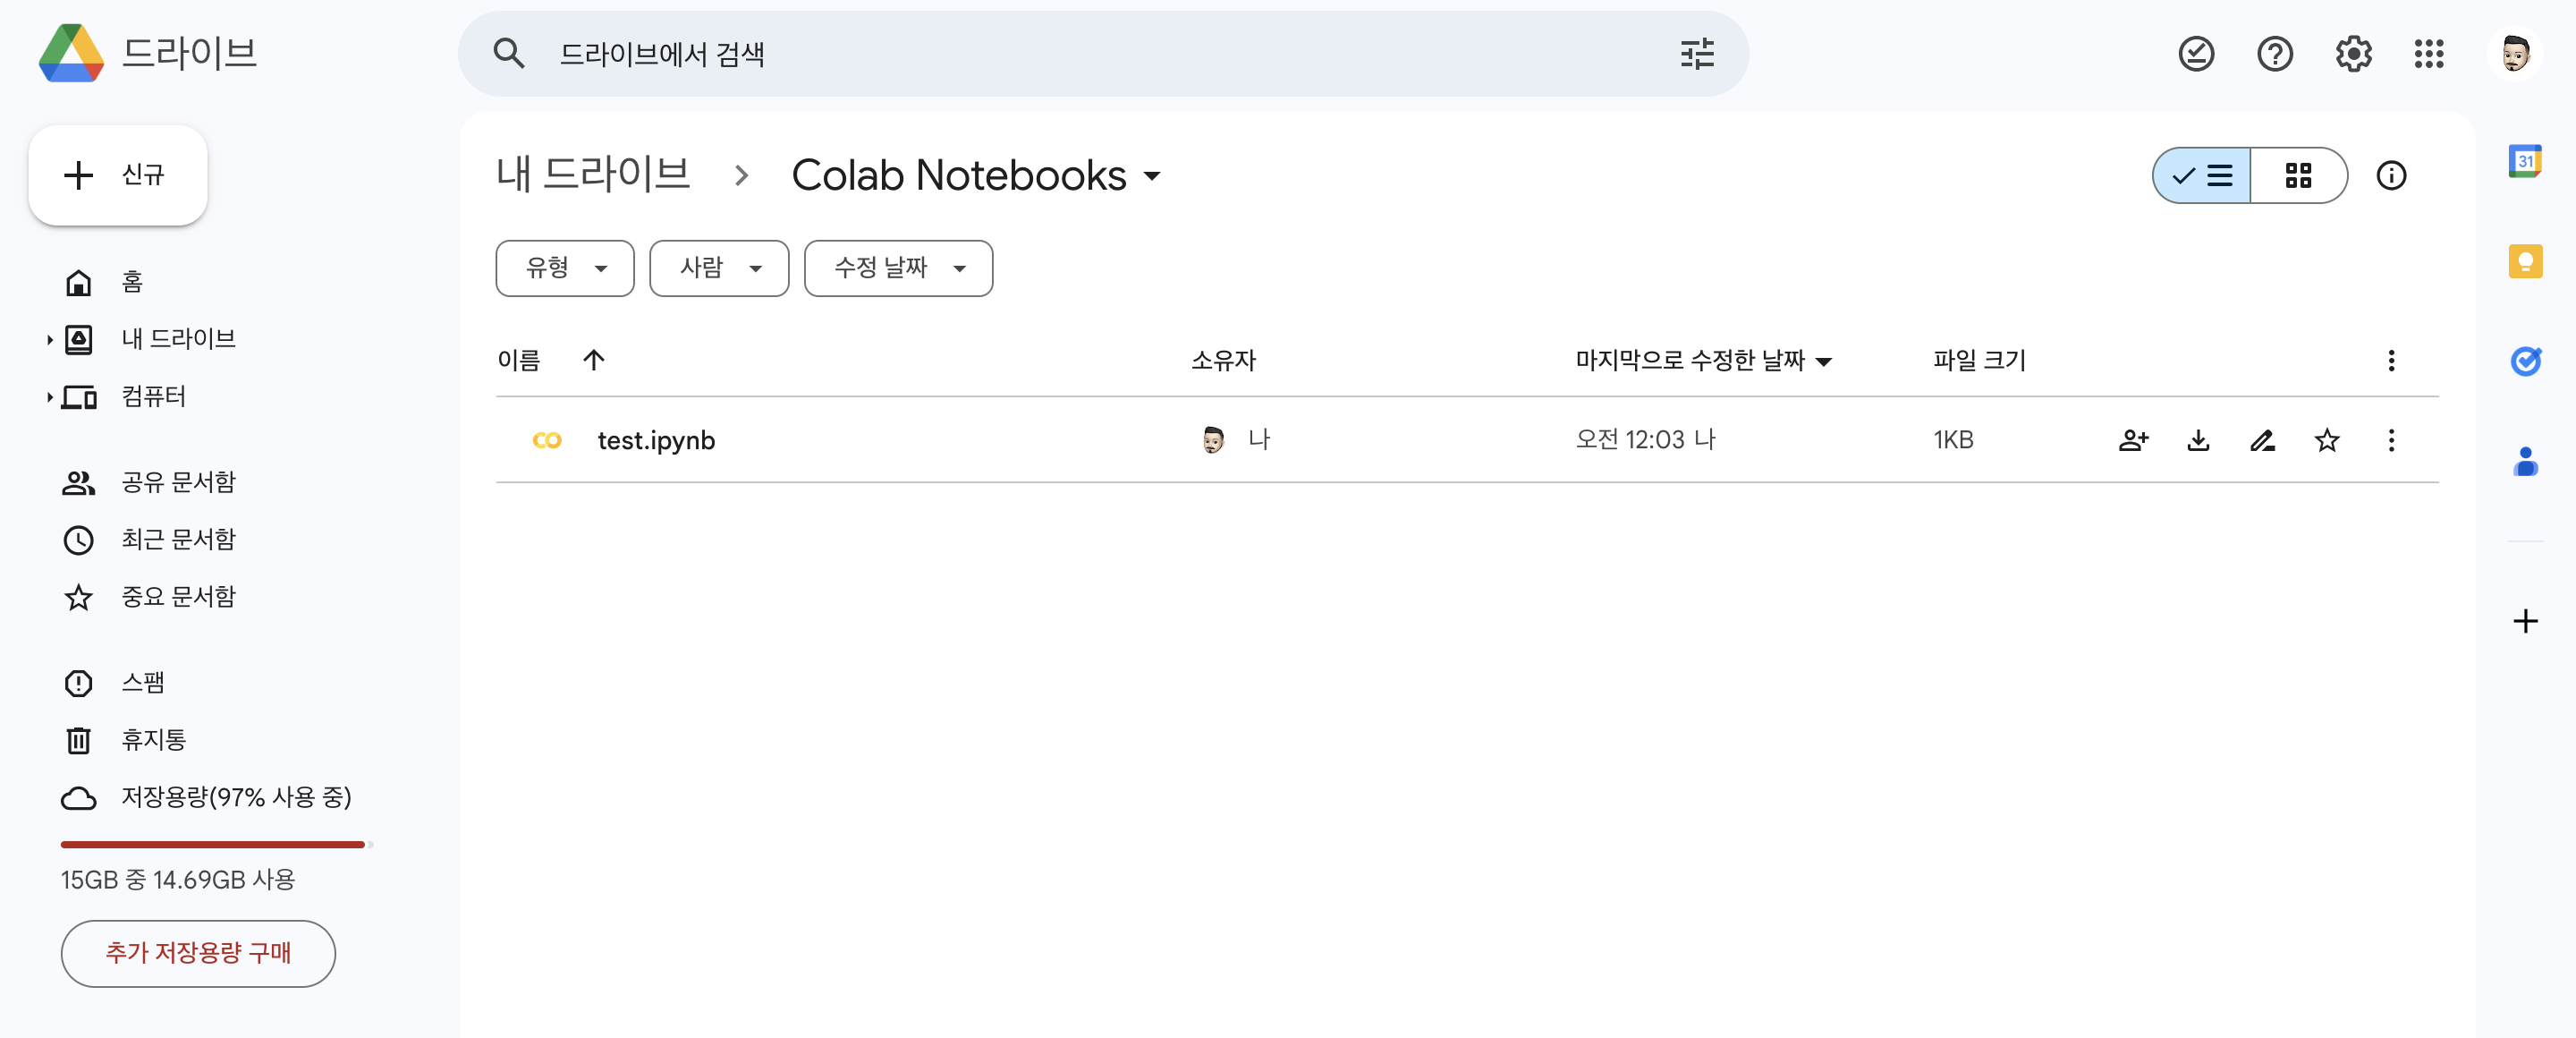 드라이브
드라이브에서 검색
신규
홈
내 드라이브
컴퓨터
공유 문서함
최근 문서함
중요 문서함
스팸
휴지통
저장용량(97% 사용 중)
15GB 중 14.69GB 사용
추가 저장용량 구매
내 드라이브 > Colab Notebooks
유형 사람 수정 날짜
이름 소유자 마지막으로 수정한 날짜 파일 크기
test.ipynb 나 오전 12:03 나 1KB
31